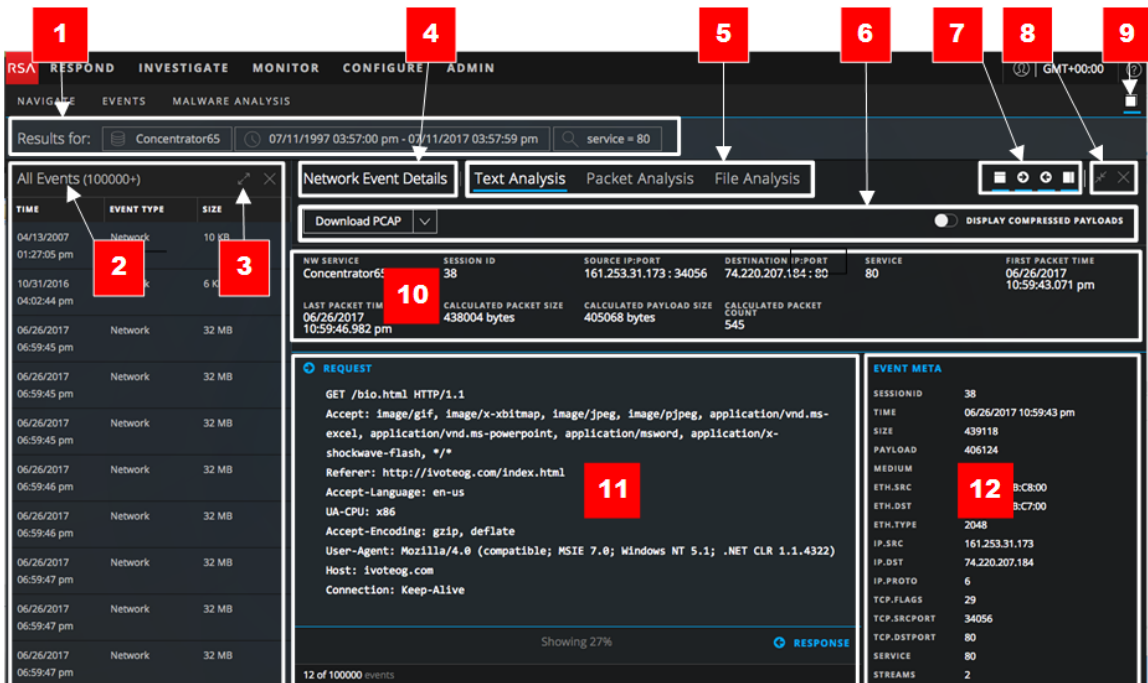 1
4
5
6
7
8
9
RSA RESPOND INVESTIGATE MONITOR CONFIGURE ADMIN
GMT+00:00
NAVIGATE EVENTS MALWARE ANALYSIS
Results for: Concentrator65 07/11/1997 03:57:00 pm - 07/11/2017 03:57:59 pm service = 80
All Events (100000+)
TIME EVENT TYPE SIZE
04/13/2007 Network 10 KB
01:27:05 pm
10/31/2016
04:02:44 pm
2
3
06/26/2017 Network 32 MB
06:59:45 pm
06/26/2017 Network 32 MB
06:59:45 pm
06/26/2017 Network 32 MB
06:59:45 pm
06/26/2017 Network 32 MB
06:59:46 pm
06/26/2017 Network 32 MB
06:59:46 pm
06/26/2017 Network 32 MB
06:59:47 pm
06/26/2017 Network 32 MB
06:59:47 pm
06/26/2017 Network 32 MB
06:59:47 pm
Network Event Details Text Analysis Packet Analysis File Analysis
Download PCAP DISPLAY COMPRESSED PAYLOADS
NW SERVICE SESSION ID SOURCE IP:PORT DESTINATION IP:PORT SERVICE FIRST PACKET TIME
Concentrator65 38 161.253.31.173 : 34056 74.220.207.184 : 80 80 06/26/2017
10:59:43.071 pm
10
LAST PACKET TIME CALCULATED PACKET SIZE CALCULATED PAYLOAD SIZE CALCULATED PACKET
COUNT
06/26/2017 438004 bytes 405068 bytes 545
10:59:46.982 pm
REQUEST
GET /bio.html HTTP/1.1
Accept: image/gif, image/x-xbitmap, image/jpeg, image/pjpeg, application/vnd.ms-
excel, application/vnd.ms-powerpoint, application/msword, application/x-
shockwave-flash, */*
Referer: http://ivoteog.com/index.html
Accept-Language: en-us
UA-CPU: x86
Accept-Encoding: gzip, deflate
User-Agent: Mozilla/4.0 (compatible; MSIE 7.0; Windows NT 5.1; .NET CLR 1.1.4322)
Host: ivoteog.com
Connection: Keep-Alive
11
Showing 27% RESPONSE
12 of 100000 events
EVENT META
SESSIONID 38
TIME 06/26/2017 10:59:43 pm
SIZE 439118
PAYLOAD 406124
MEDIUM
12
ETH.SRC
ETH.DST
ETH.TYPE 2048
IP.SRC 161.253.31.173
IP.DST 74.220.207.184
IP.PROTO 6
TCP.FLAGS 29
TCP.SRCPORT 34056
TCP.DSTPORT 80
SERVICE 80
STREAMS 2